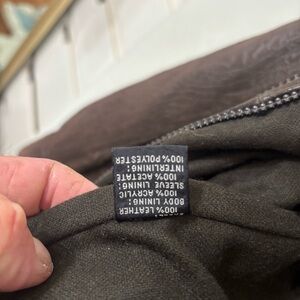 100% LEATHER
BODY LINING:
100% ACRYLIC
SLEEVE LINING:
100% ACETATE
INTERLINING:
100% POLYESTER